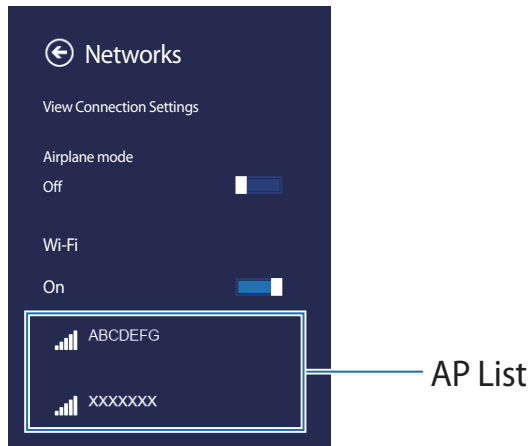 Networks
View Connection Settings
Airplane mode
Off
Wi-Fi
On
ABCDEFG
XXXXXXX
AP List